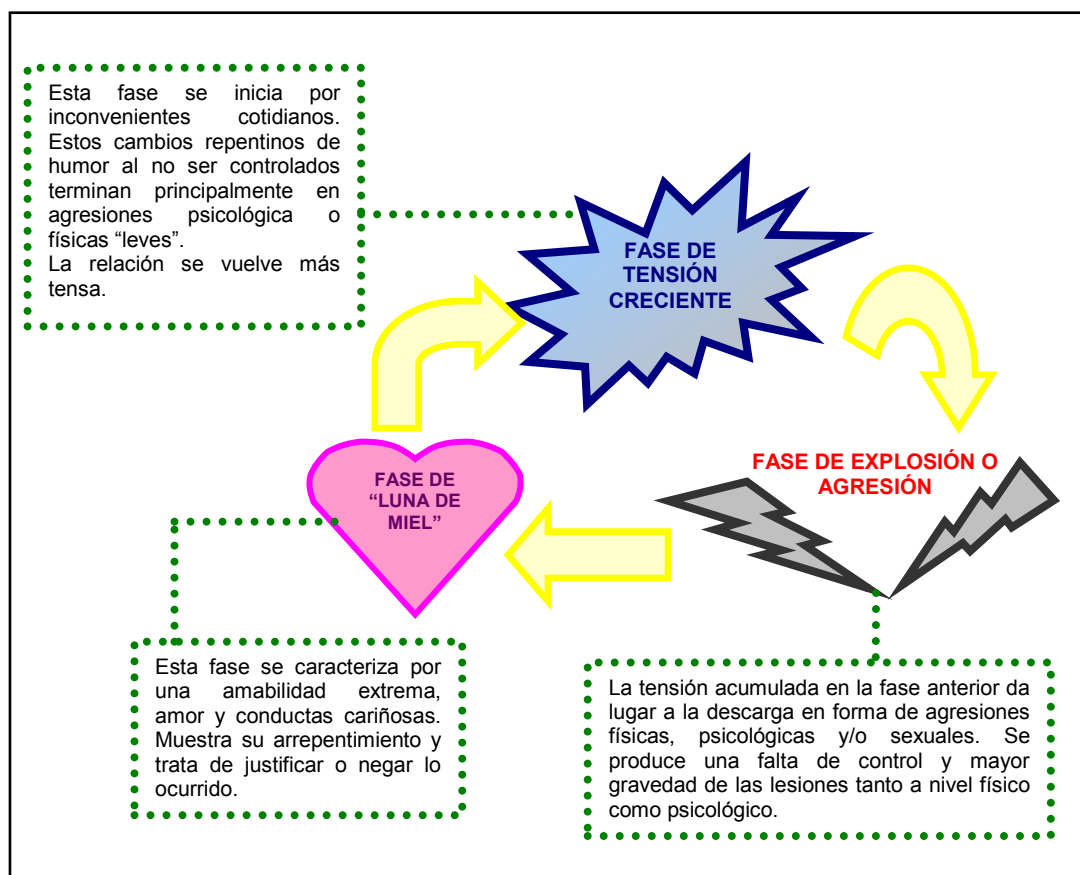 Esta fase se inicia por
inconvenientes cotidianos.
Estos cambios repentinos de
humor al no ser controlados
terminan principalmente en
agresiones psicológica o
físicas “leves”.
La relación se vuelve más
tensa.
FASE DE
TENSIÓN
CRECIENTE
FASE DE EXPLOSIÓN O
AGRESIÓN
FASE DE
“LUNA DE
MIEL”
Esta fase se caracteriza por
una amabilidad extrema,
amor y conductas cariñosas.
Muestra su arrepentimiento y
trata de justificar o negar lo
ocurrido.
La tensión acumulada en la fase anterior da
lugar a la descarga en forma de agresiones
físicas, psicológicas y/o sexuales. Se
produce una falta de control y mayor
gravedad de las lesiones tanto a nivel físico
como psicológico.